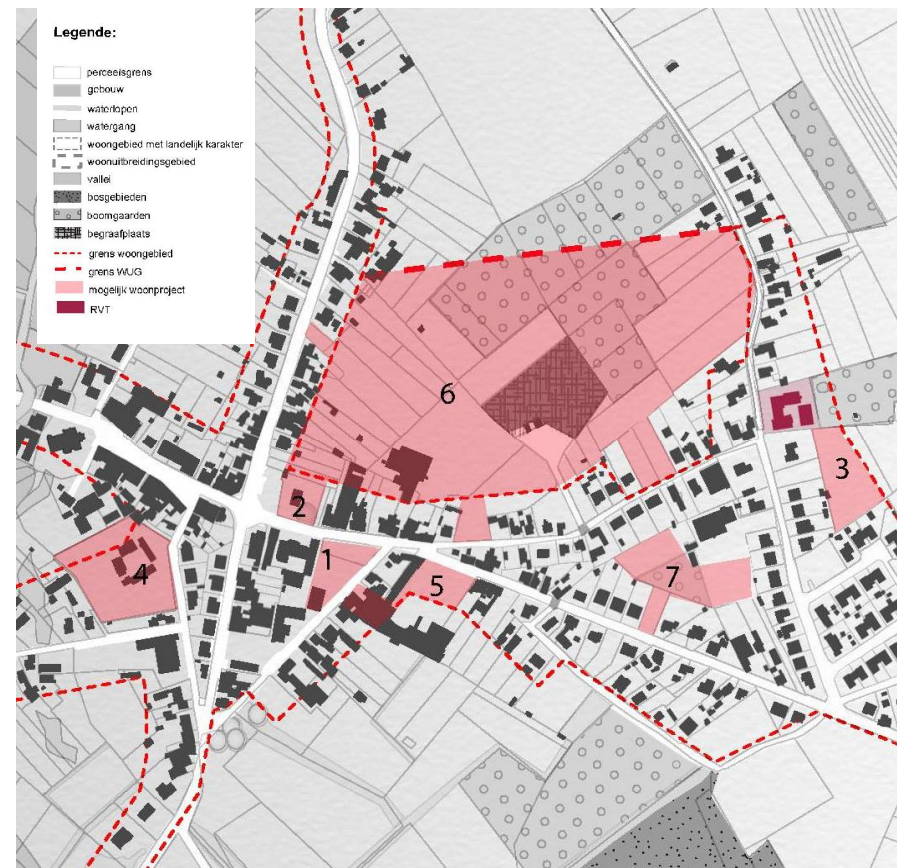 Legende:
perceelsgrens
gebouw
waterlopen
watergang
woongebied met landelijk karakter
woonuitbreidingsgebied
vallei
bosgebieden
boomgaarden
begraafplaats
grens woongebied
grens WUG
mogelijk woonproject
RVT
6
2
3
1
4
5
7